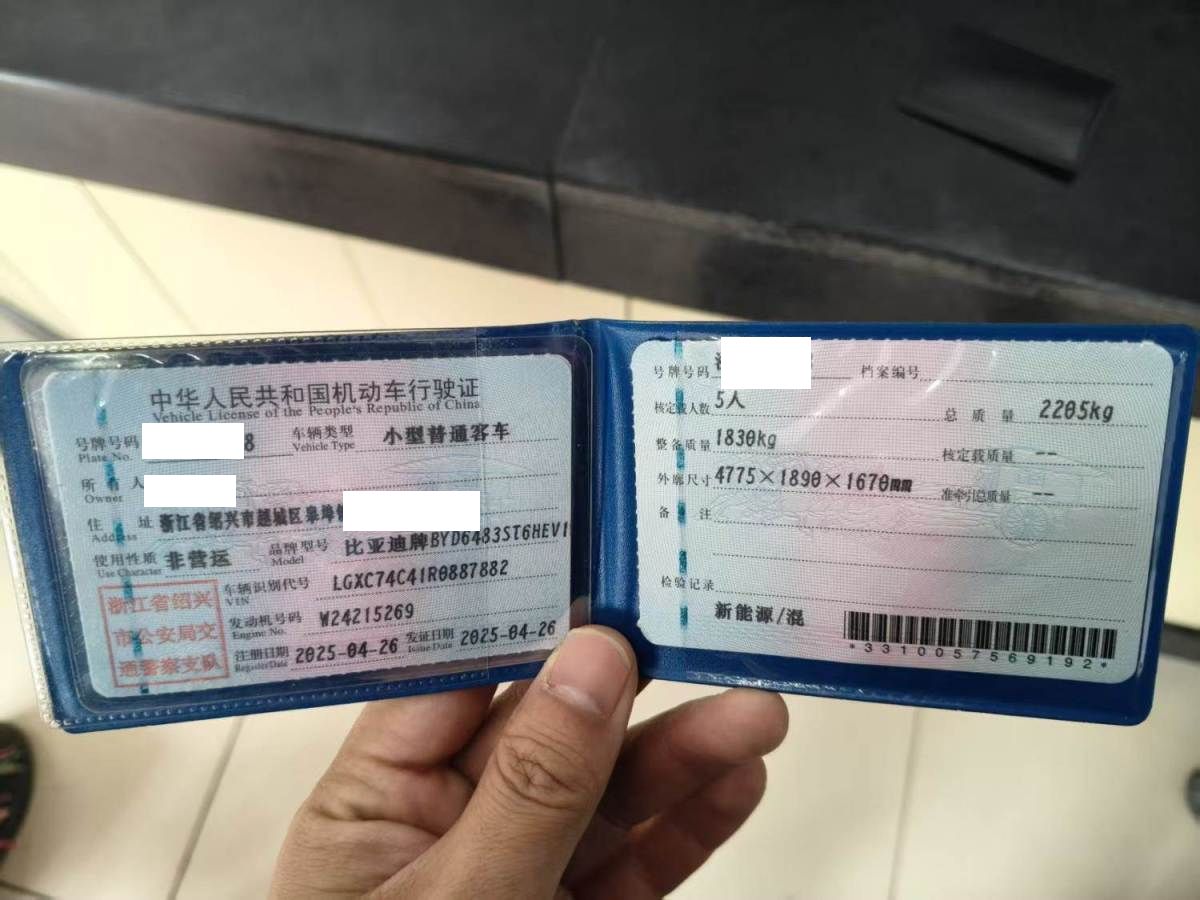 中华人民共和国机动车行驶证
Vehicle License of the People's Republic of China
号牌号码 8 车辆类型 小型普通客车
Plate No. Vehicle Type
所有人
Owner
住址 浙江省绍兴市越城区皋埠
Address
使用性质 非营运 品牌型号 比亚迪牌BYD6483ST6HEV1
Use Character Model
浙江省绍兴
市公安局交
通警察支队
车辆识别代号 LGXC74C41R0887882
VIN
发动机号码 W24215269
Engine No.
注册日期 2025-04-26 发证日期 2025-04-26
Register Date Issue Date
号牌号码 档案编号
核定载人数 5人 总质量 2205kg
整备质量 1830kg 核定载质量 --
外廓尺寸 4775×1890×1670mm 准牵引总质量 --
备注
检验记录
新能源/混
*3310057569192*